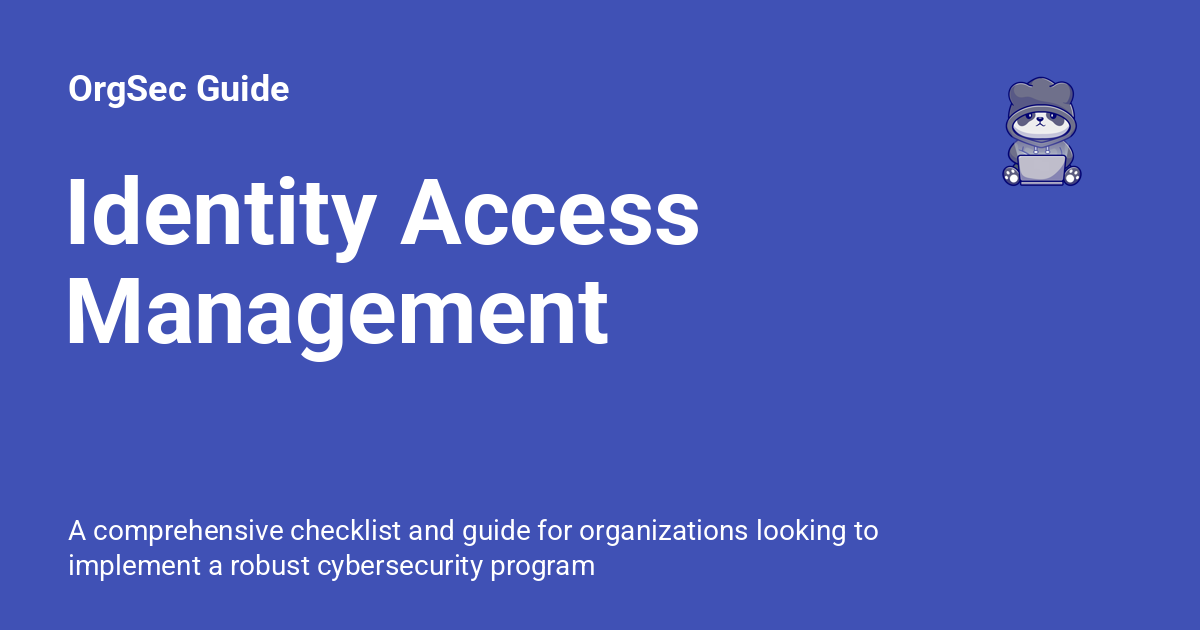 OrgSec Guide
Identity Access
Management
A comprehensive checklist and guide for organizations looking to
implement a robust cybersecurity program